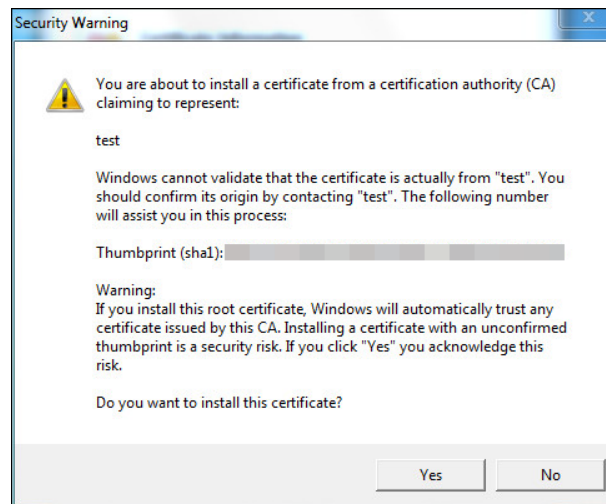 Security Warning
You are about to install a certificate from a certification authority (CA)
claiming to represent:
test
Windows cannot validate that the certificate is actually from "test". You
should confirm its origin by contacting "test". The following number
will assist you in this process:
Thumbprint (sha1):
Warning:
If you install this root certificate, Windows will automatically trust any
certificate issued by this CA. Installing a certificate with an unconfirmed
thumbprint is a security risk. If you click "Yes" you acknowledge this
risk.
Do you want to install this certificate?
Yes No